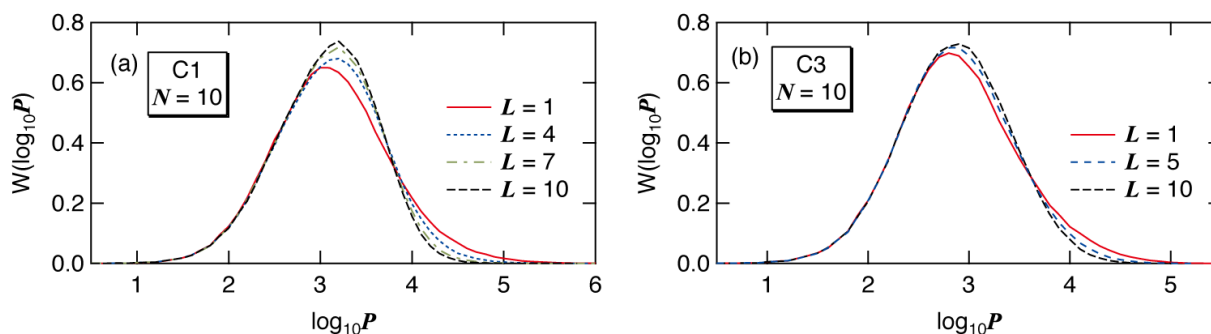 0.8
0.6
0.4
0.2
0.0
W(log₁₀P)
(a)
C1
N = 10
L = 1
L = 4
L = 7
L = 10
1 2 3 4 5 6
log₁₀P
0.8
0.6
0.4
0.2
0.0
W(log₁₀P)
(b)
C3
N = 10
L = 1
L = 5
L = 10
1 2 3 4 5
log₁₀P